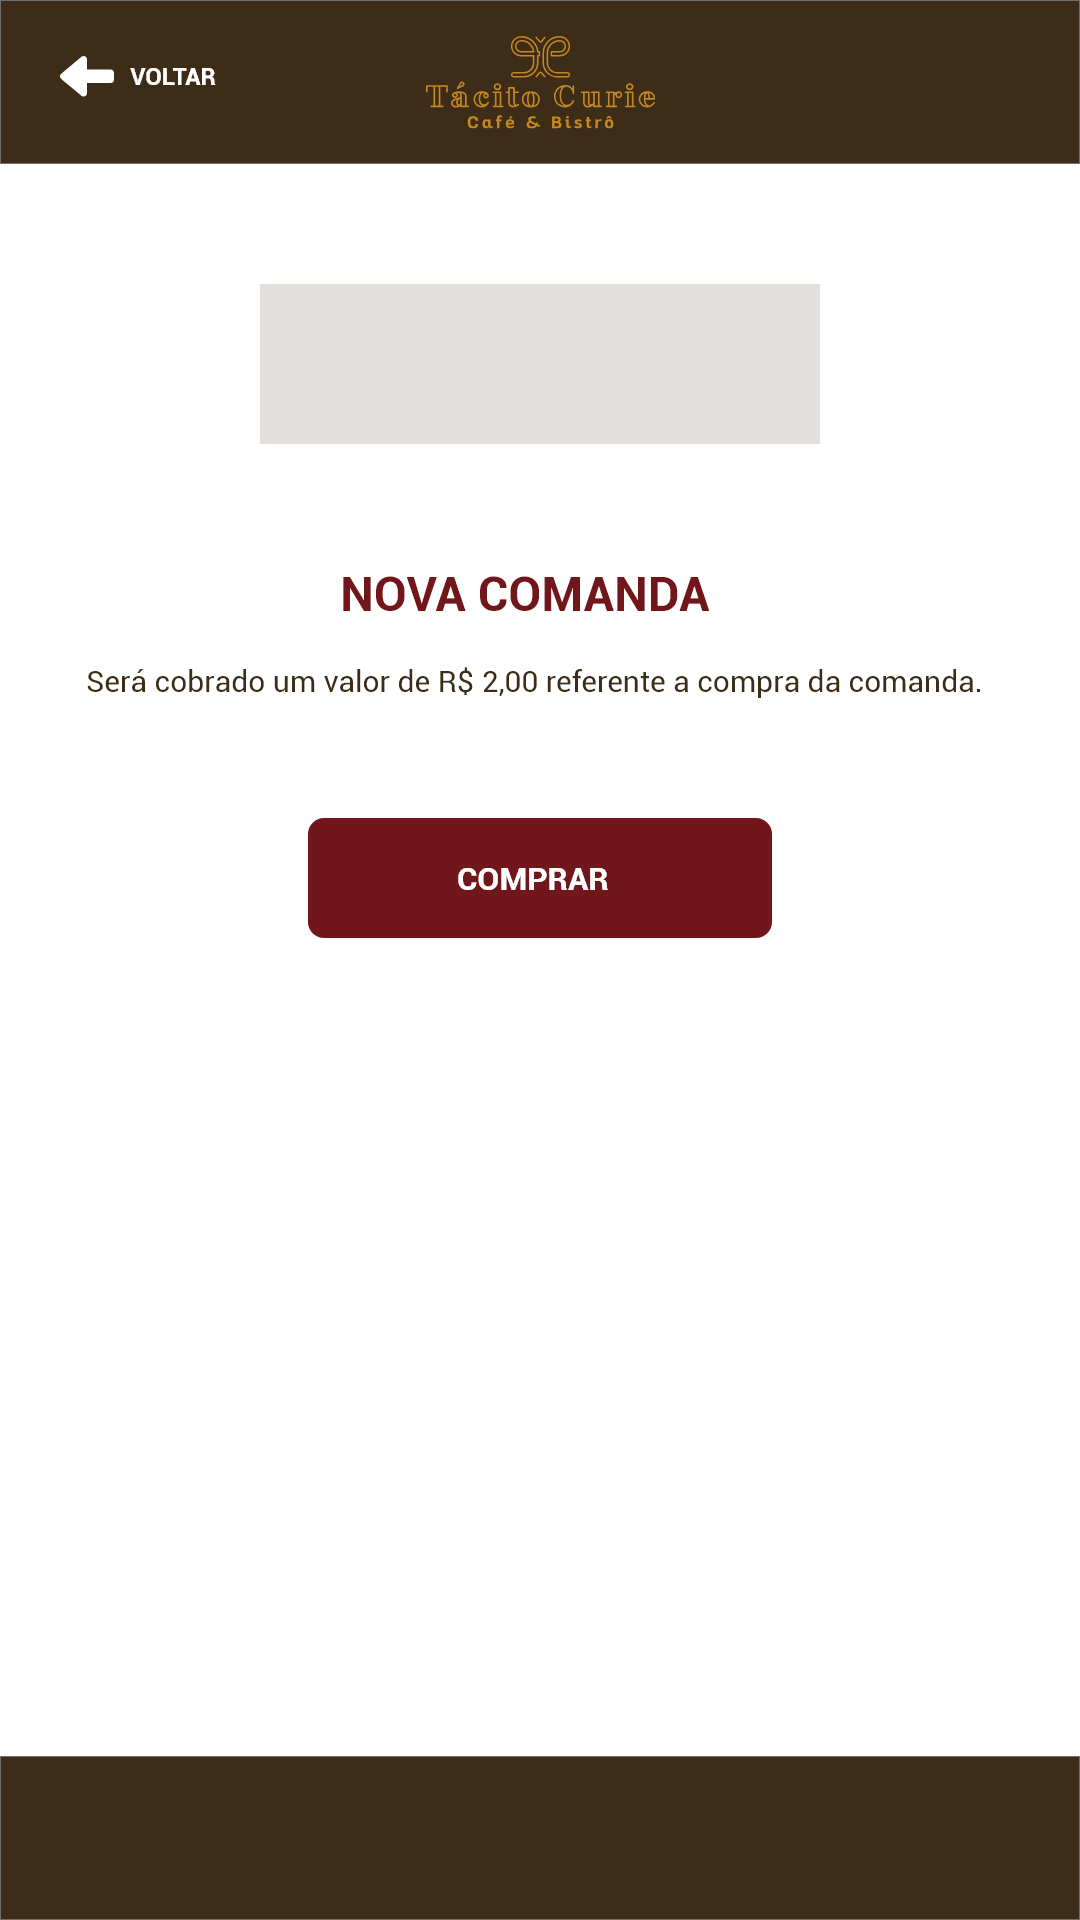 VOLTAR
Tácito Curie
Café & Bistrô
NOVA COMANDA
Será cobrado um valor de R$ 2,00 referente a compra da comanda.
COMPRAR